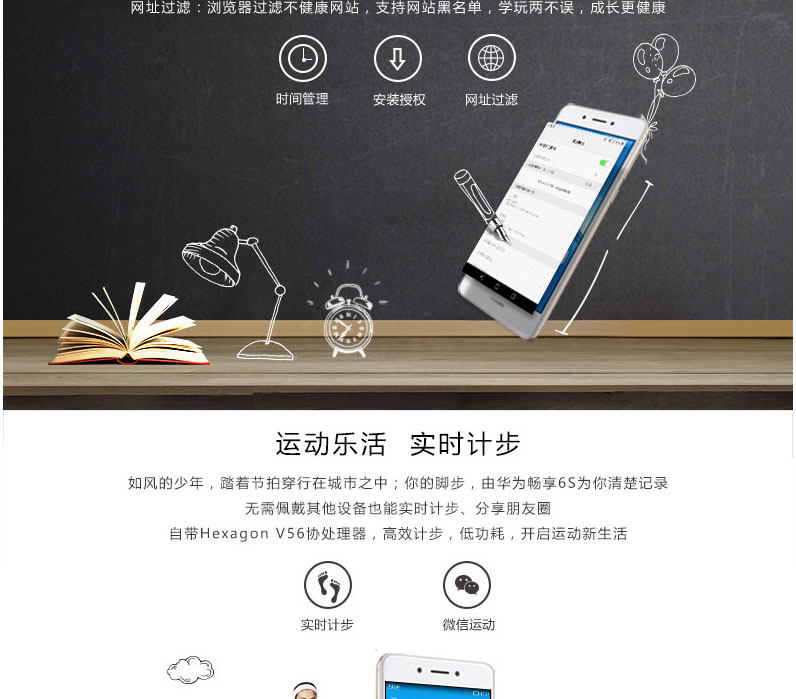 网址过滤：浏览器过滤不健康网站，支持网站黑名单，学玩两不误，成长更健康
时间管理
安装授权
网址过滤
运动乐活 实时计步
如风的少年，踏着节拍穿行在城市之中；你的脚步，由华为畅享6S为你清楚记录
无需佩戴其他设备也能实时计步、分享朋友圈
自带Hexagon V56协处理器，高效计步，低功耗，开启运动新生活
实时计步
微信运动